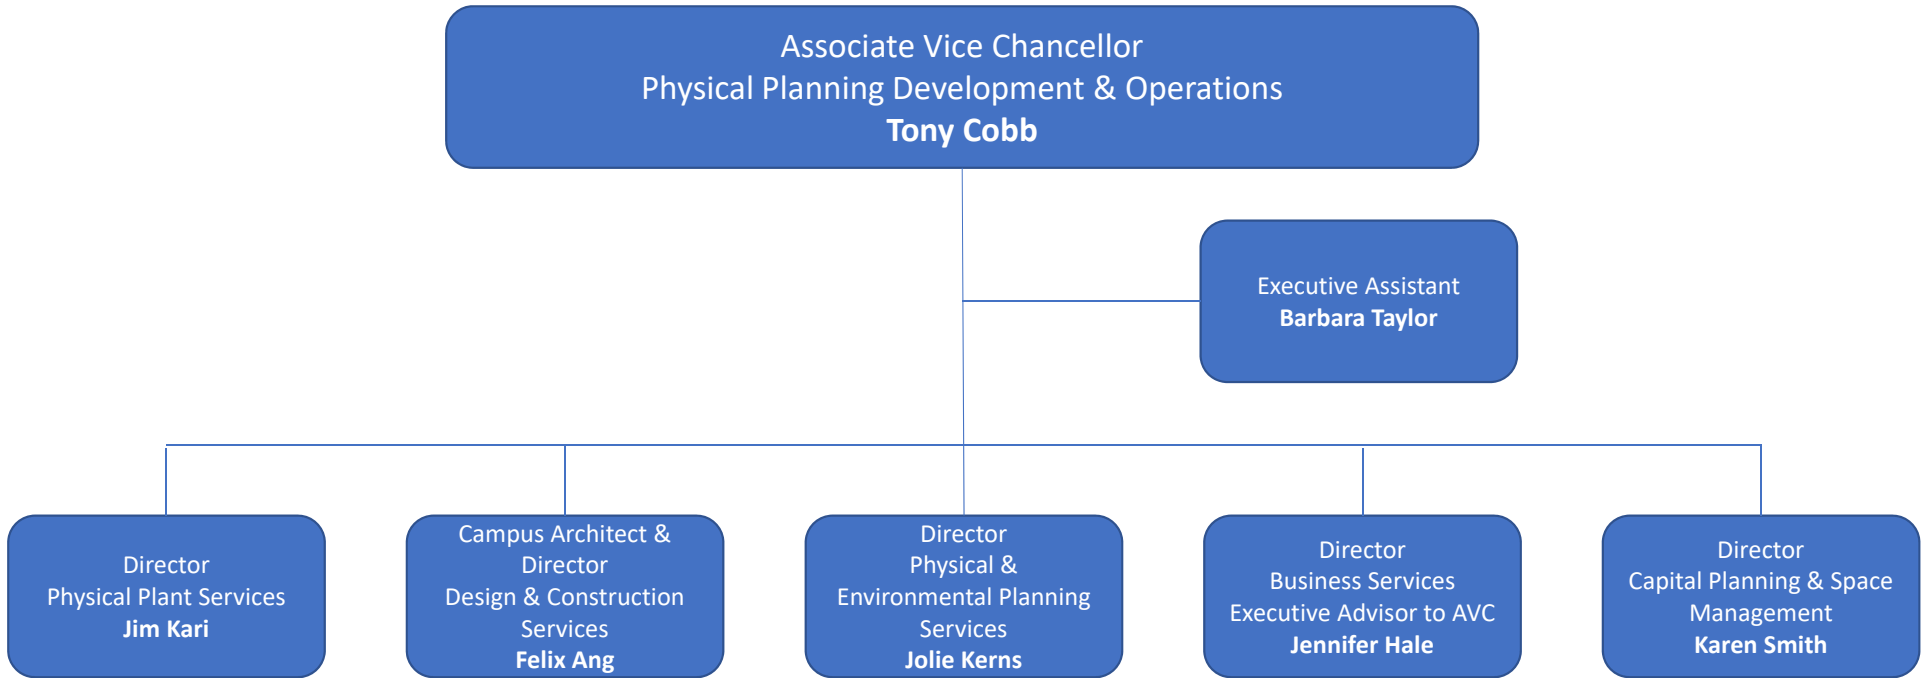 Associate Vice Chancellor
Physical Planning Development & Operations
Tony Cobb
Executive Assistant
Barbara Taylor
Director
Physical Plant Services
Jim Kari
Campus Architect &
Director
Design & Construction
Services
Felix Ang
Director
Physical &
Environmental Planning
Services
Jolie Kerns
Director
Business Services
Executive Advisor to AVC
Jennifer Hale
Director
Capital Planning & Space
Management
Karen Smith